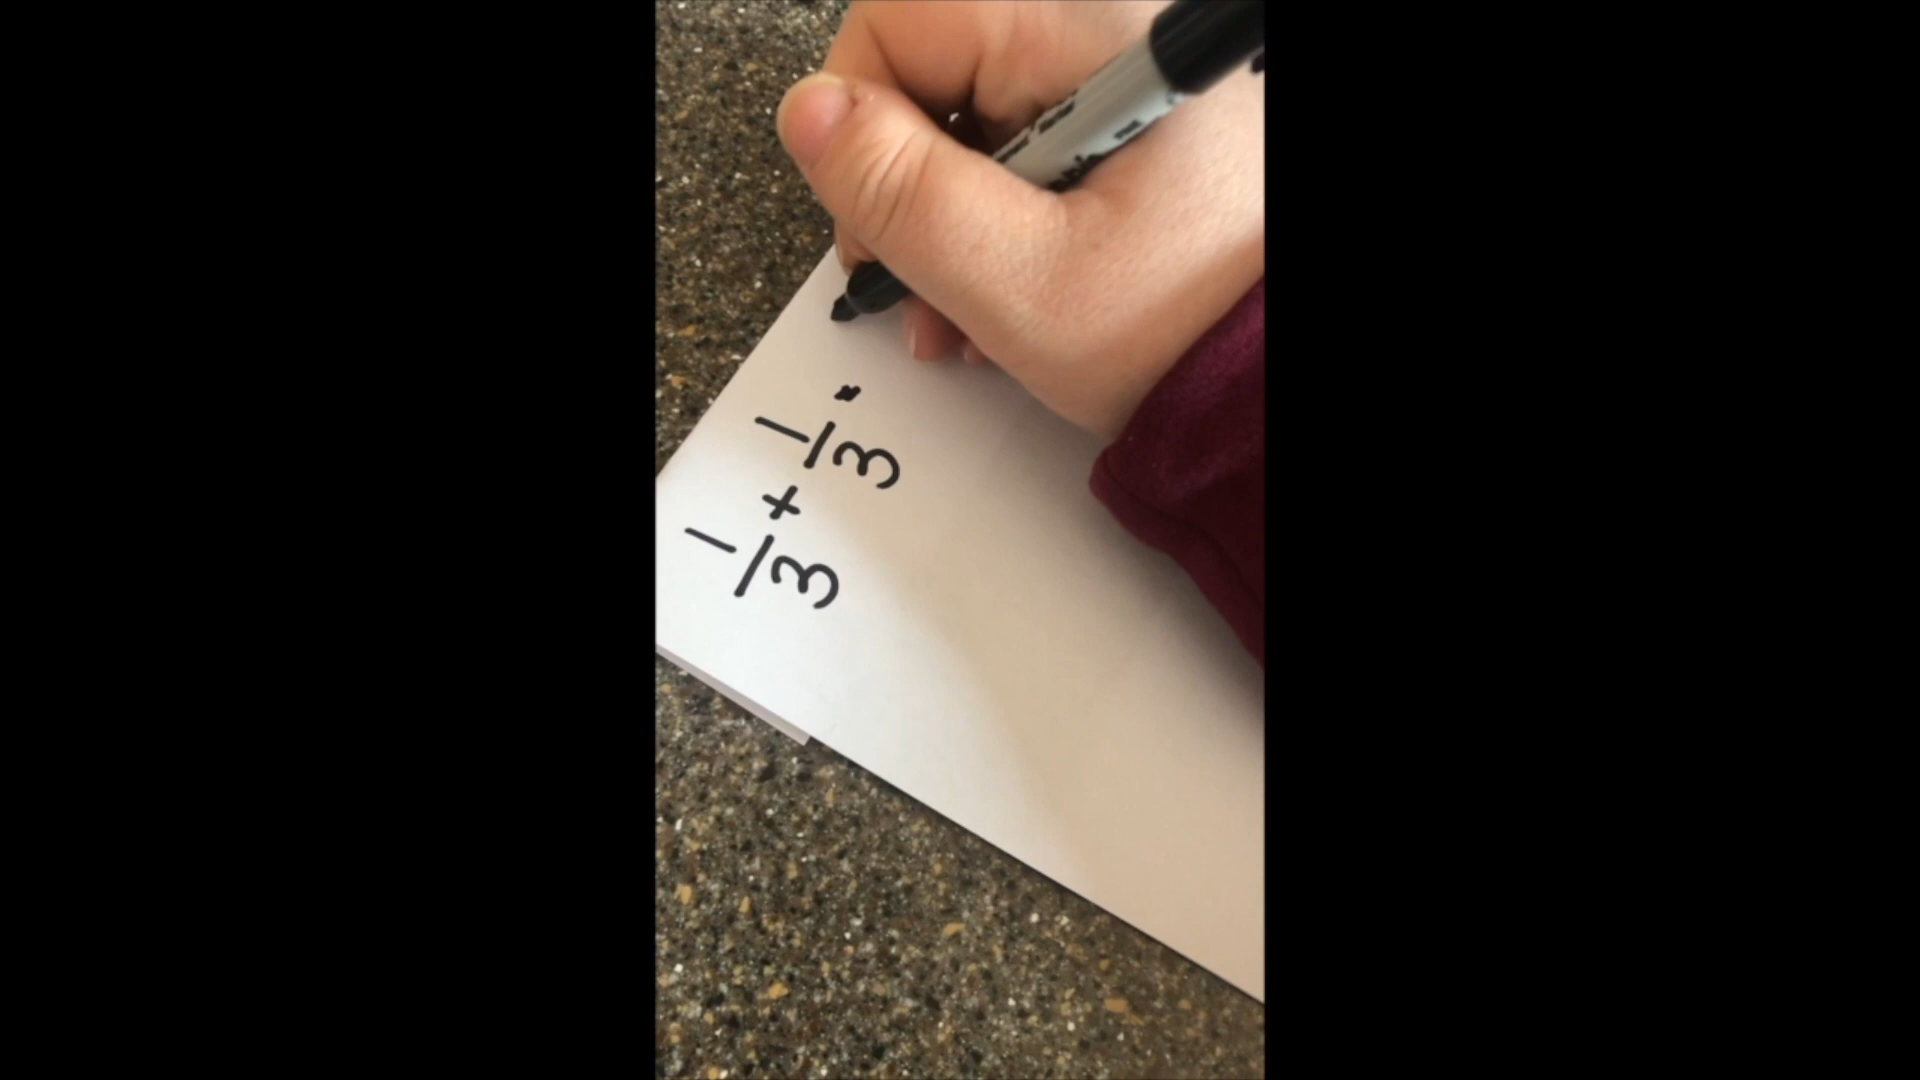 1/3 + 1/3 =